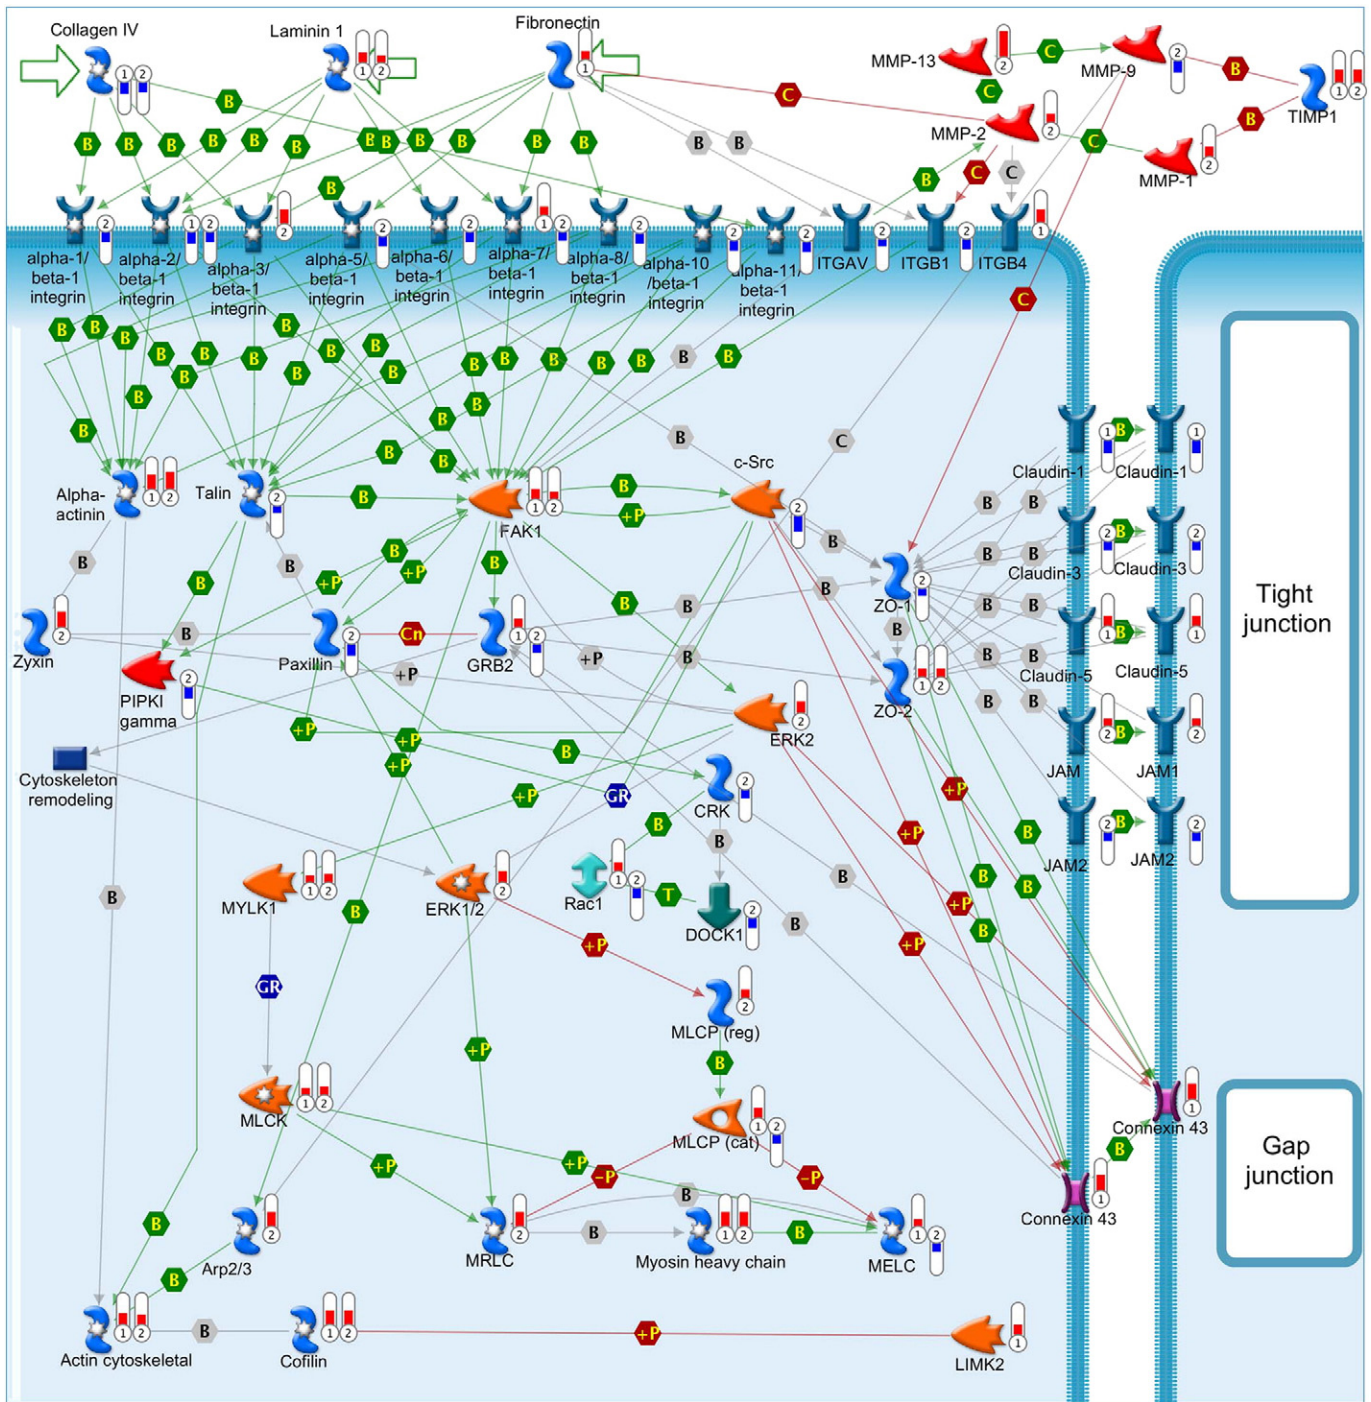 Collagen IV
Laminin 1
Fibronectin
MMP-13
MMP-9
TIMP1
MMP-2
MMP-1
alpha-1/
beta-1
integrin
alpha-2/
beta-1
integrin
alpha-3/
beta-1
integrin
alpha-5/
beta-1
integrin
alpha-6/
beta-1
integrin
alpha-7/
beta-1
integrin
alpha-8/
beta-1
integrin
alpha-10
/beta-1
integrin
alpha-11/
beta-1
integrin
ITGAV
ITGB1
ITGB4
Alpha-
actinin
Talin
FAK1
c-Src
Claudin-1
Claudin-1
Claudin-3
Claudin-3
Claudin-5
Claudin-5
JAM
JAM1
JAM2
JAM2
Tight
junction
ZO-1
ZO-2
Zyxin
PIPKI
gamma
Paxillin
GRB2
ERK2
Cytoskeleton
remodeling
CRK
MYLK1
ERK1/2
Rac1
DOCK1
MLCP (reg)
MLCK
MLCP (cat)
Connexin 43
Connexin 43
Gap
junction
Arp2/3
MRLC
Myosin heavy chain
MELC
Actin cytoskeletal
Cofilin
LIMK2
B
C
+P
-P
Cn
GR
T
1
2